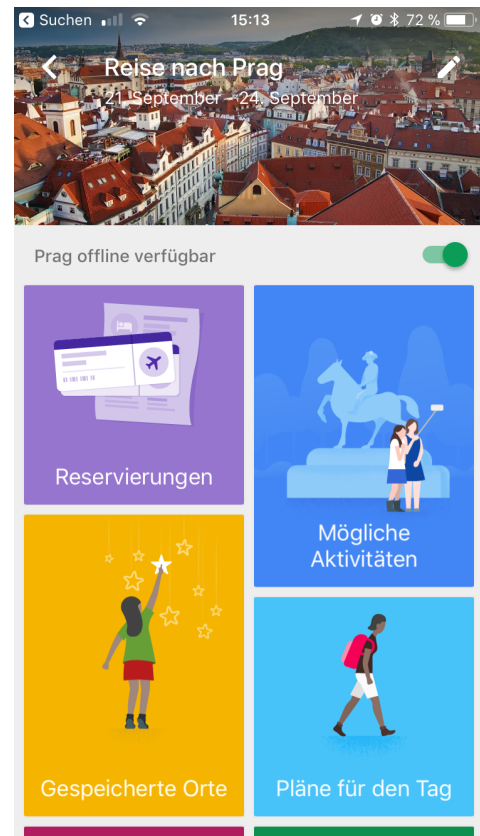 Suchen
15:13
72 %
Reise nach Prag
21. September – 24. September
Prag offline verfügbar
Reservierungen
Mögliche
Aktivitäten
Gespeicherte Orte
Pläne für den Tag